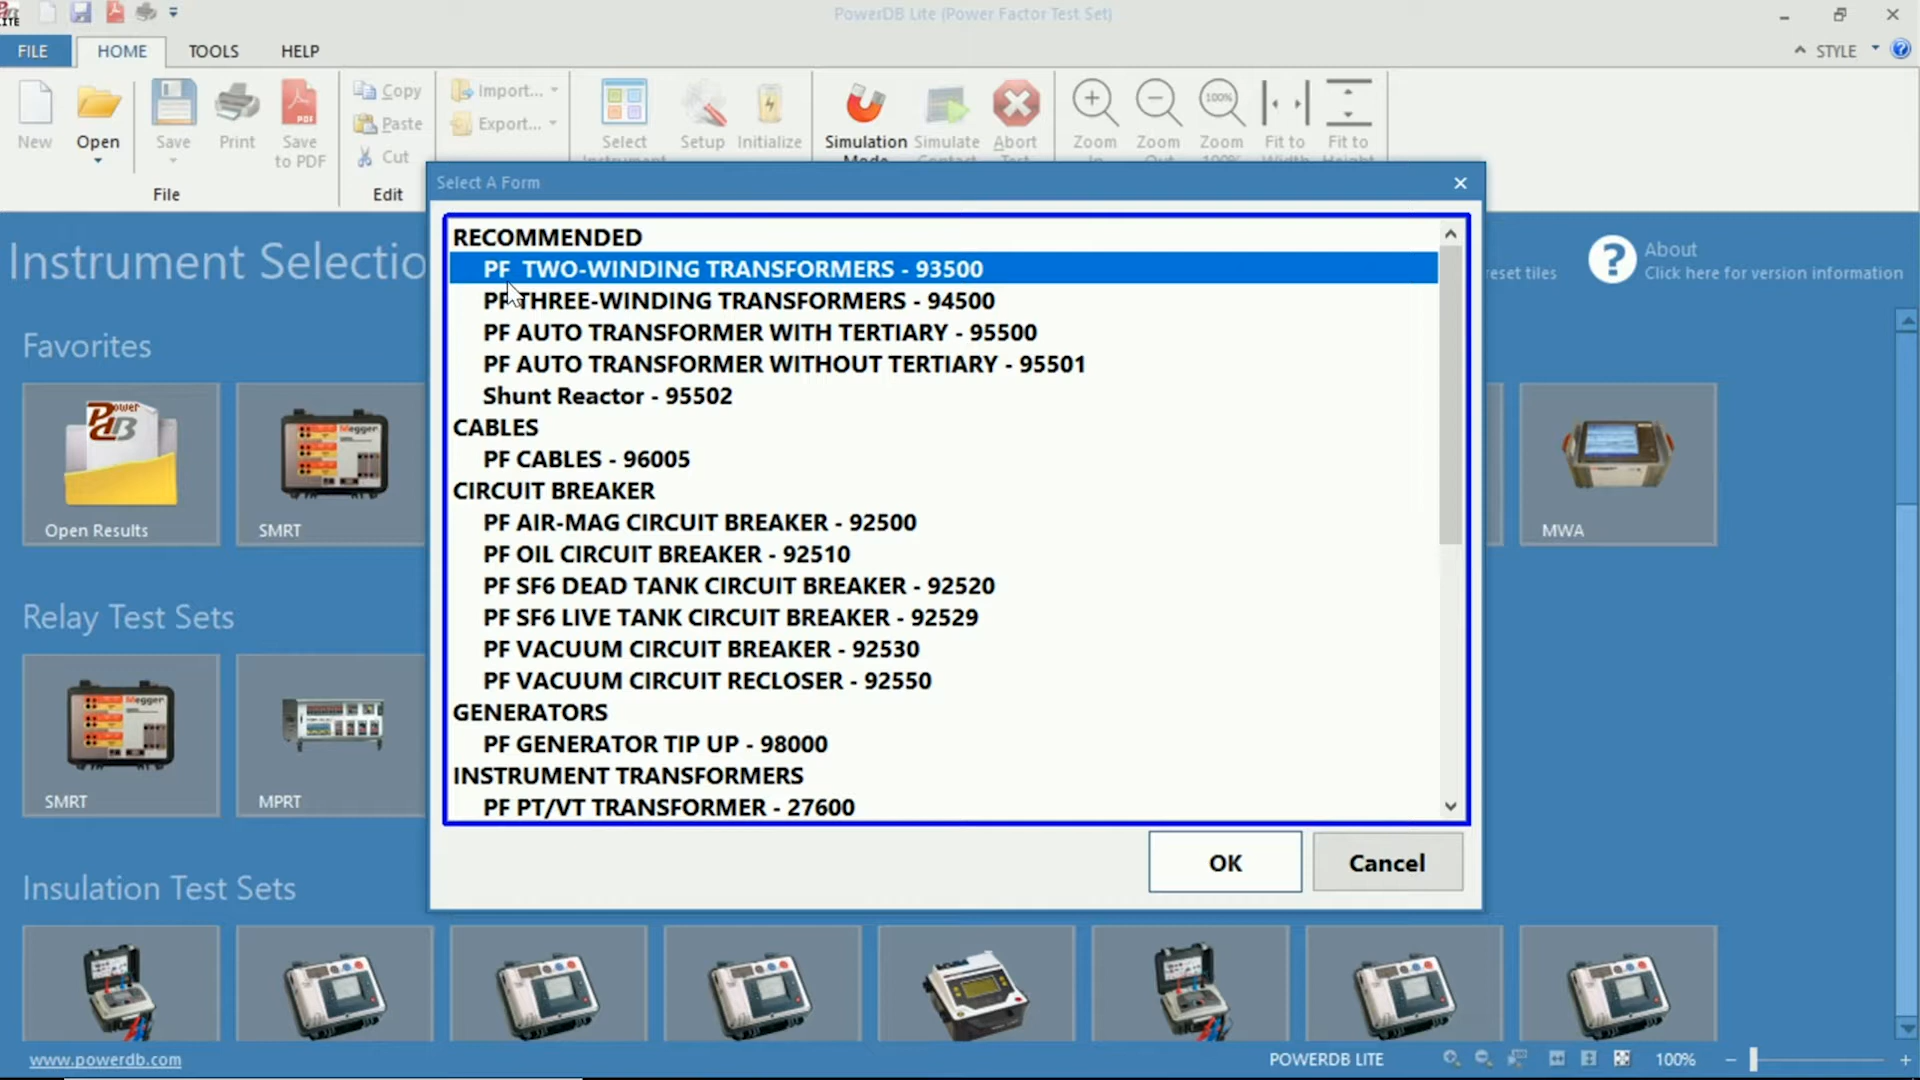 PowerDB Lite (Power Factor Test Set)
FILE
HOME
TOOLS
HELP
STYLE
New
Open
Save
Print
Save
to PDF
File
Copy
Paste
Cut
Edit
Import...
Export...
Select
Setup
Initialize
Simulation
Simulate
Abort
Zoom
Zoom
100%
Zoom
Fit to
Fit to
Instrument Selectio
reset tiles
About
Click here for version information
Select A Form
RECOMMENDED
PF TWO-WINDING TRANSFORMERS - 93500
PF THREE-WINDING TRANSFORMERS - 94500
PF AUTO TRANSFORMER WITH TERTIARY - 95500
PF AUTO TRANSFORMER WITHOUT TERTIARY - 95501
Shunt Reactor - 95502
CABLES
PF CABLES - 96005
CIRCUIT BREAKER
PF AIR-MAG CIRCUIT BREAKER - 92500
PF OIL CIRCUIT BREAKER - 92510
PF SF6 DEAD TANK CIRCUIT BREAKER - 92520
PF SF6 LIVE TANK CIRCUIT BREAKER - 92529
PF VACUUM CIRCUIT BREAKER - 92530
PF VACUUM CIRCUIT RECLOSER - 92550
GENERATORS
PF GENERATOR TIP UP - 98000
INSTRUMENT TRANSFORMERS
PF PT/VT TRANSFORMER - 27600
OK
Cancel
Favorites
Open Results
SMRT
MWA
Relay Test Sets
SMRT
MPRT
Insulation Test Sets
www.powerdb.com
POWERDB LITE
100%